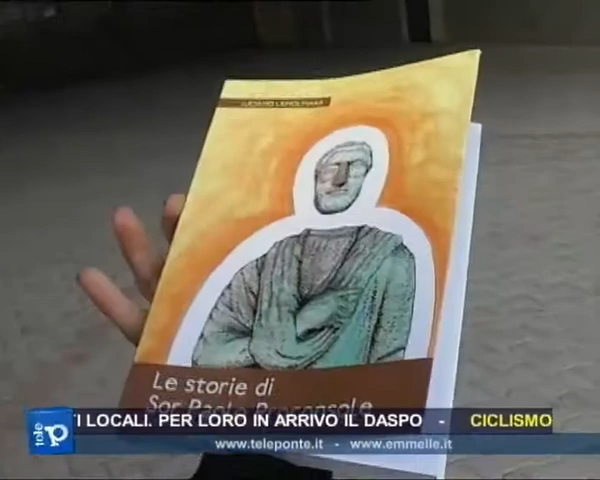 Le storie di
Sor Paolo Proconsole
TI LOCALI. PER LORO IN ARRIVO IL DASPO - CICLISMO
tele
www.teleponte.it - www.emmelle.it